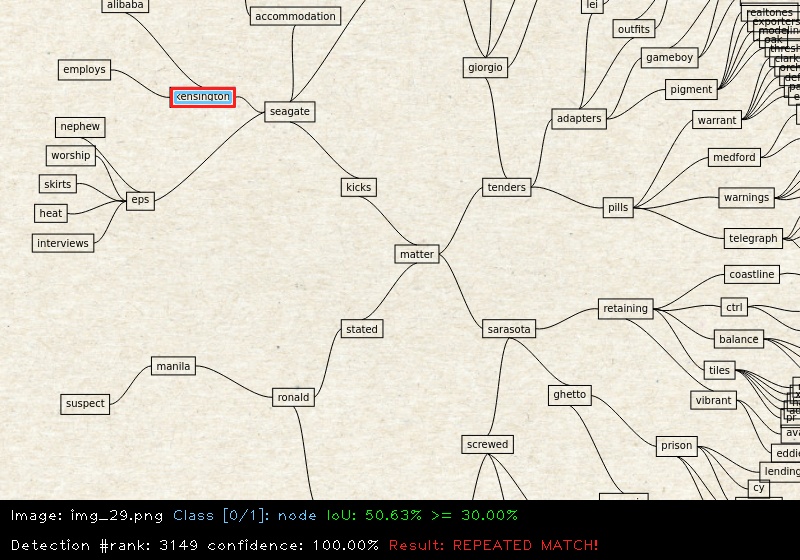 alibaba
accommodation
lei
realtones
exporters
outfits
giorgio
gameboy
employs
kensington
pigment
seagate
adapters
warrant
nephew
worship
medford
skirts
kicks
tenders
heat
eps
pills
warnings
interviews
telegraph
matter
coastline
retaining
ctrl
stated
sarasota
balance
manila
tiles
suspect
ronald
ghetto
vibrant
screwed
prison
lending
cy
Image: img_29.png Class [0/1]: node IoU: 50.63% >= 30.00%
Detection #rank: 3149 confidence: 100.00% Result: REPEATED MATCH!